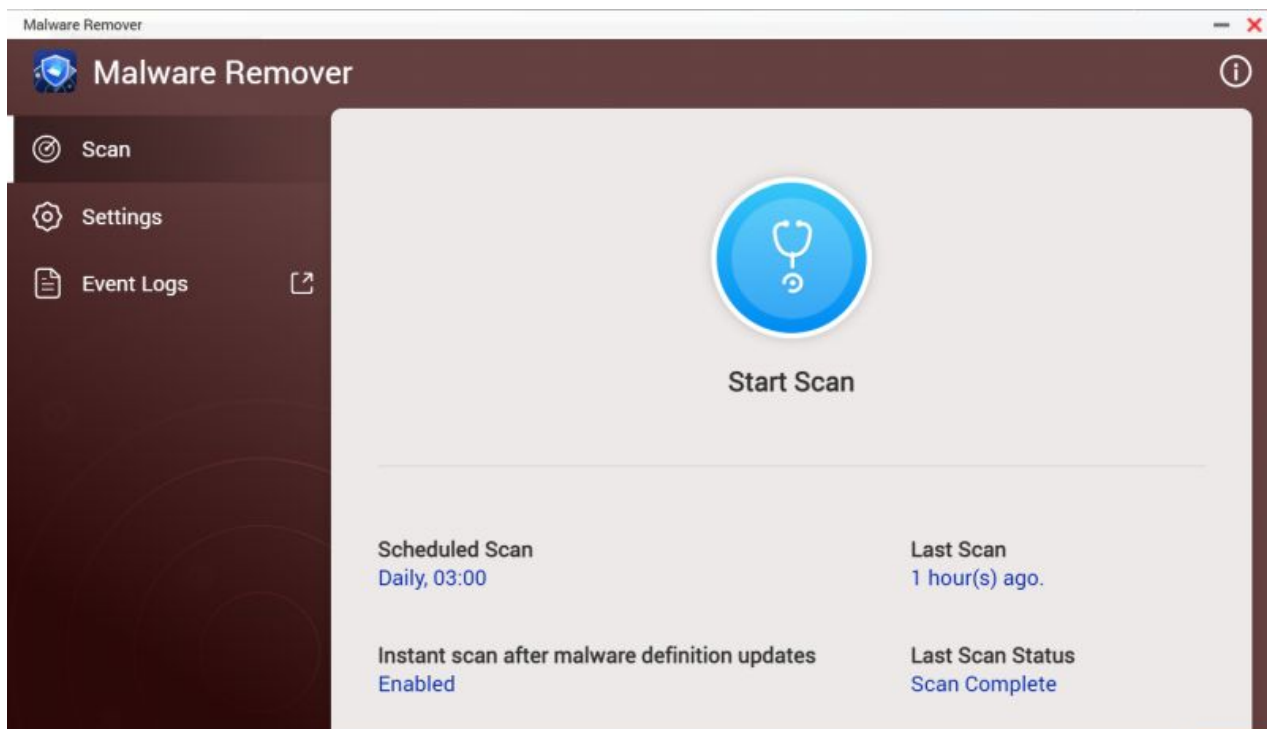 Malware Remover
Malware Remover
Scan
Settings
Event Logs
Start Scan
Scheduled Scan
Daily, 03:00
Last Scan
1 hour(s) ago.
Instant scan after malware definition updates
Enabled
Last Scan Status
Scan Complete